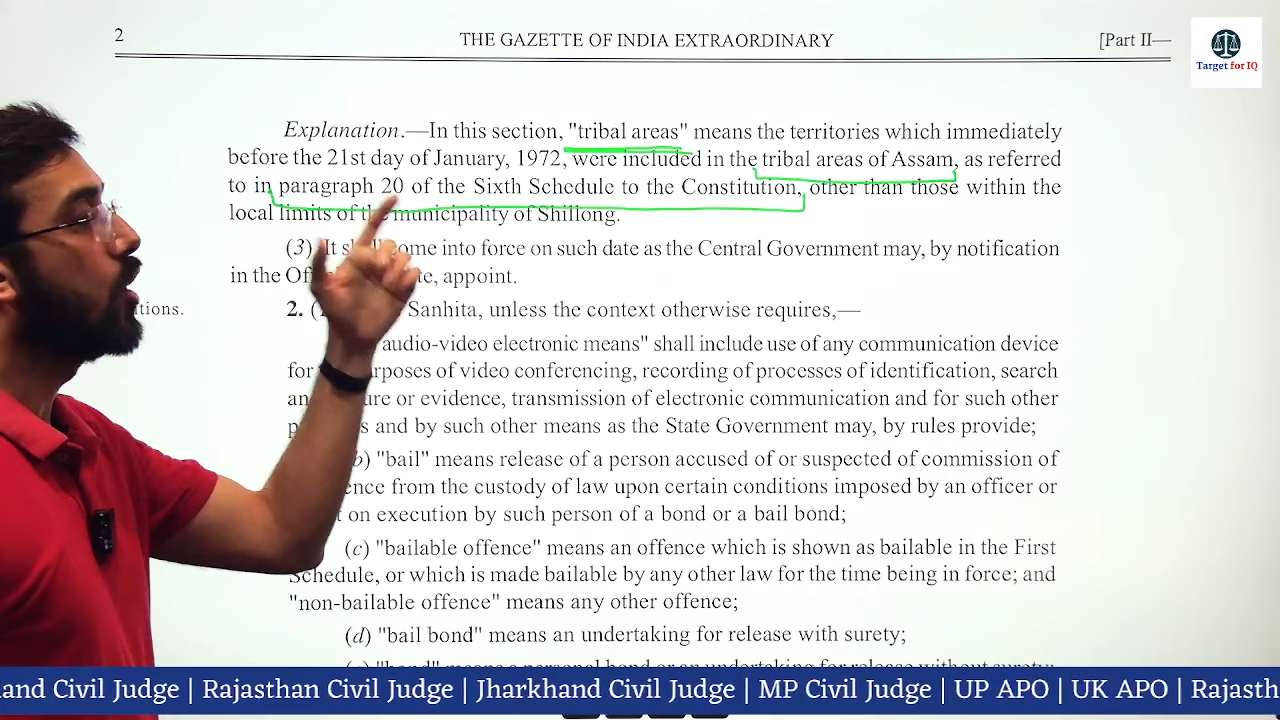 2
THE GAZETTE OF INDIA EXTRAORDINARY
[Part II—
Target for IQ
Explanation.—In this section, "tribal areas" means the territories which immediately
before the 21st day of January, 1972, were included in the tribal areas of Assam, as referred
to in paragraph 20 of the Sixth Schedule to the Constitution, other than those within the
local limits of the municipality of Shillong.
(3) It come into force on such date as the Central Government may, by notification
in the appoint.
2. Sanhita, unless the context otherwise requires,—
audio-video electronic means" shall include use of any communication device
for of video conferencing, recording of processes of identification, search
or evidence, transmission of electronic communication and for such other
and by such other means as the State Government may, by rules provide;
"bail" means release of a person accused of or suspected of commission of
from the custody of law upon certain conditions imposed by an officer or
on execution by such person of a bond or a bail bond;
(c) "bailable offence" means an offence which is shown as bailable in the First
Schedule, or which is made bailable by any other law for the time being in force; and
"non-bailable offence" means any other offence;
(d) "bail bond" means an undertaking for release with surety;
Civil Judge | Rajasthan Civil Judge | Jharkhand Civil Judge | MP Civil Judge | UP APO | UK APO |